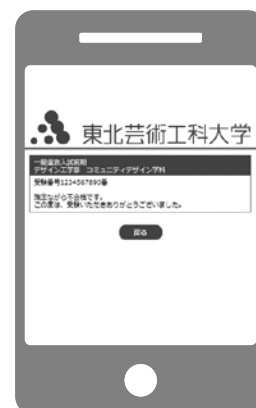 東北芸術工科大学
一般選抜入試前期
デザイン工学部 コミュニティデザイン学科
受験番号1234567890番
残念ながら不合格です。
この度は、受験いただきありがとうございました。
戻る